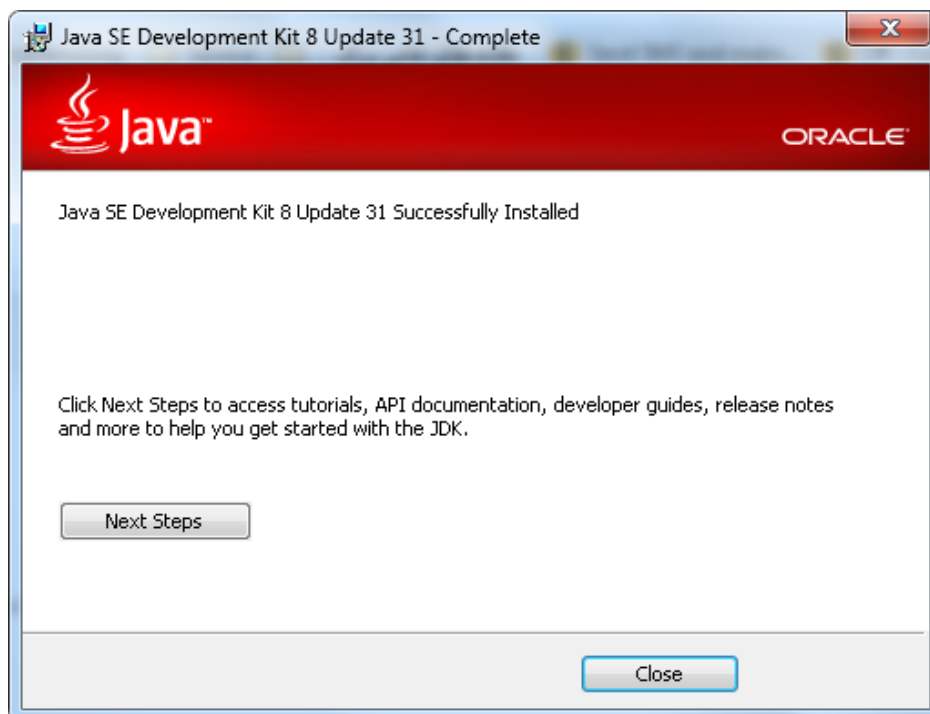 Java SE Development Kit 8 Update 31 - Complete
Java™
ORACLE®
Java SE Development Kit 8 Update 31 Successfully Installed
Click Next Steps to access tutorials, API documentation, developer guides, release notes
and more to help you get started with the JDK.
Next Steps
Close